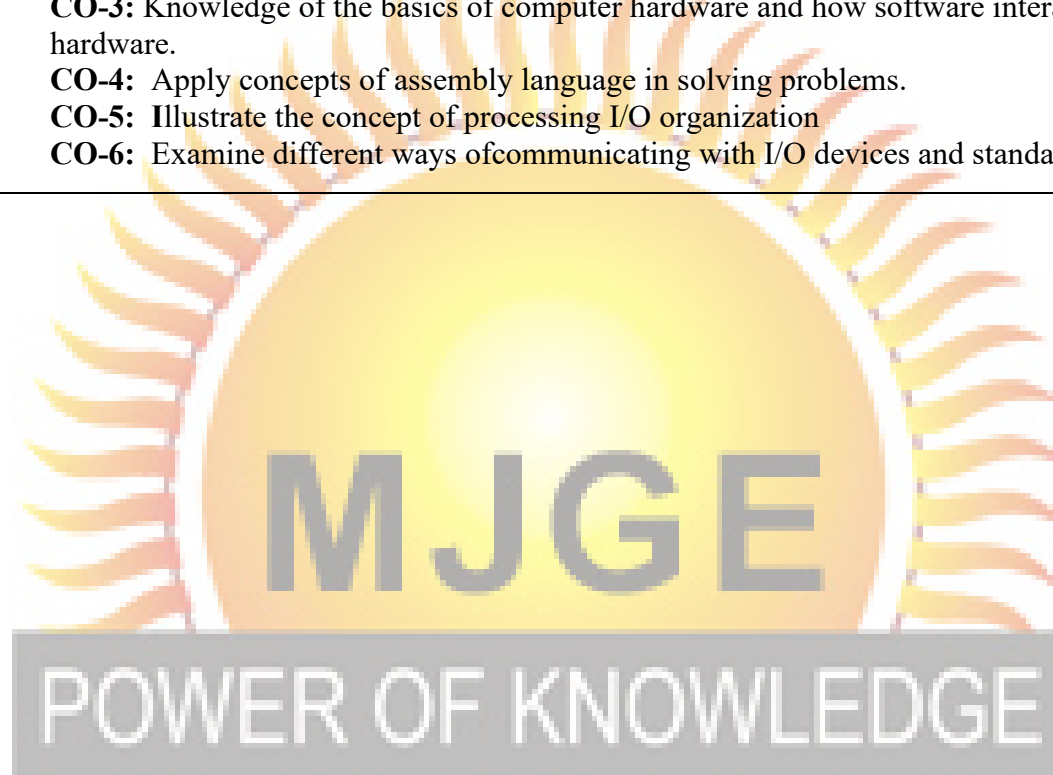 CO-3: Knowledge of the basics of computer hardware and how software
hardware.
CO-4: Apply concepts of assembly language in solving problems.
CO-5: Illustrate the concept of processing I/O organization
CO-6: Examine different ways ofcommunicating with I/O devices and
MJGE
POWER OF KNOWLEDGE